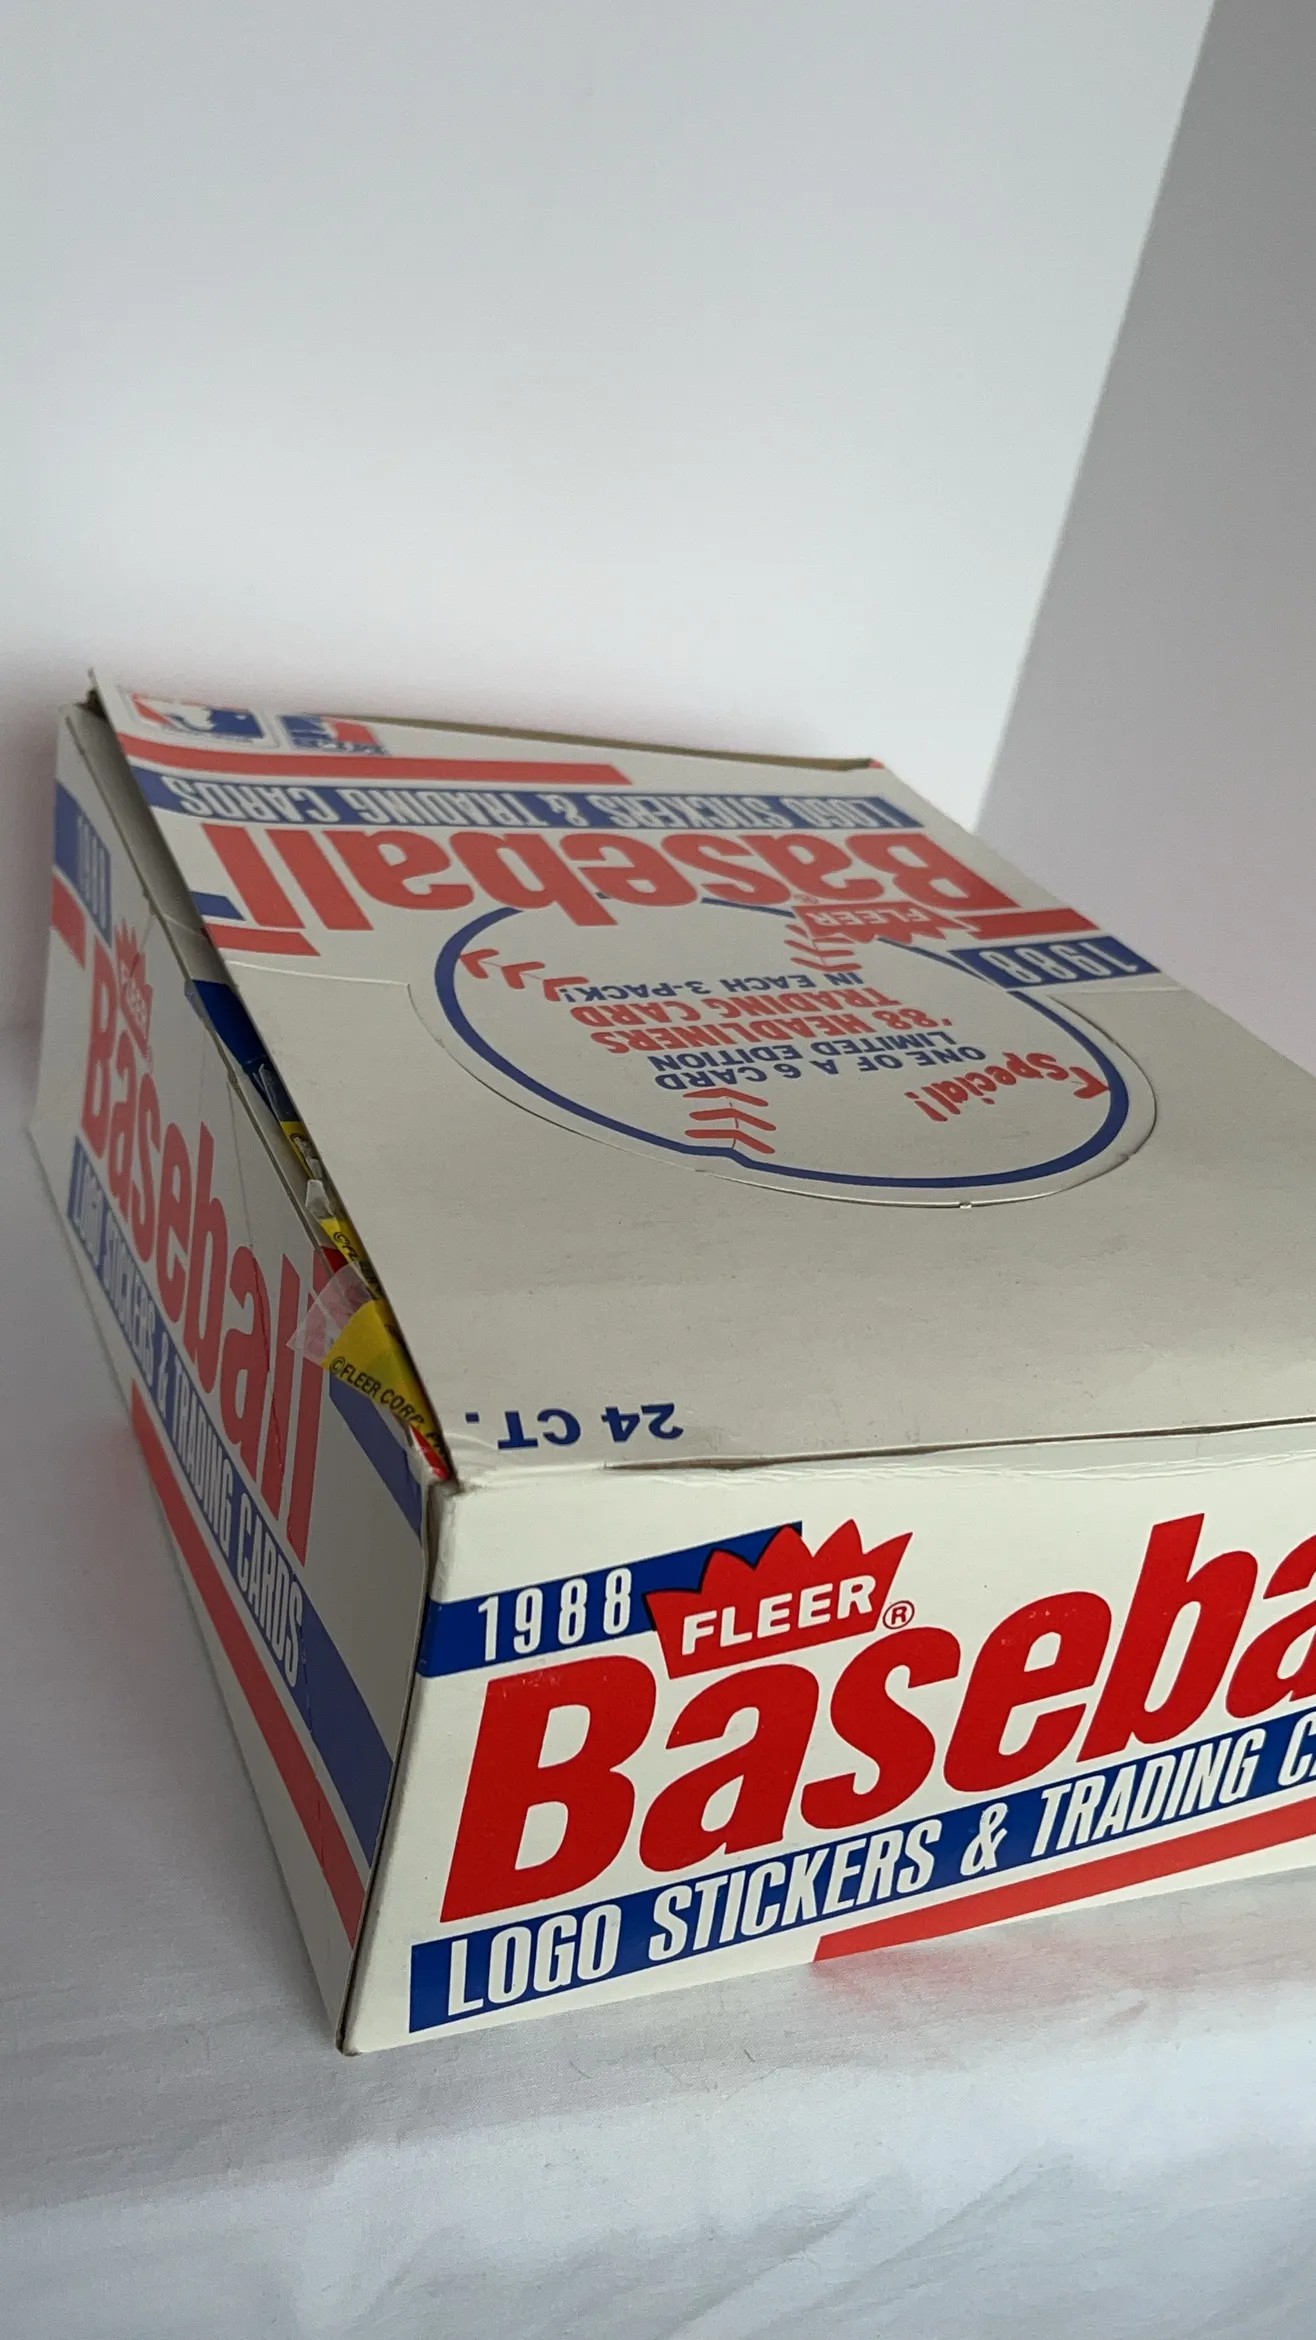 LOGO STICKERS & TRADING CARDS
Baseball
FLEER
1988
Special!
ONE OF A 6 CARD
LIMITED EDITION
'88 HEADLINERS
TRADING CARD
IN EACH 3-PACK!
24 CT.
1988
FLEER
Baseball
LOGO STICKERS & TRADING CARDS
©FLEER CORP.
1988
FLEER®
Baseba
LOGO STICKERS & TRADING C